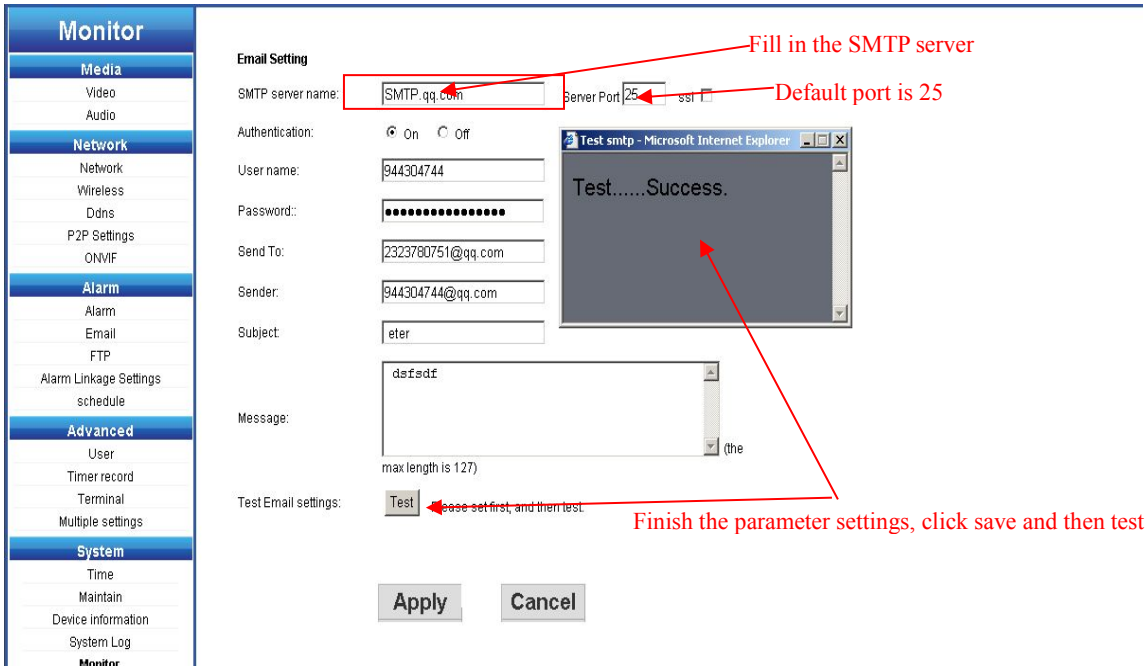 Monitor
Media
Video
Audio
Network
Network
Wireless
Ddns
P2P Settings
ONVIF
Alarm
Alarm
Email
FTP
Alarm Linkage Settings
schedule
Advanced
User
Timer record
Terminal
Multiple settings
System
Time
Maintain
Device information
System Log
Monitor
Fill in the SMTP server
Email Setting
SMTP server name: SMTP.qq.com Server Port 25 ssl
Default port is 25
Authentication: On Off
Test smtp - Microsoft Internet Explorer
Test......Success.
User name: 944304744
Password:: ●●●●●●●●●●●●●●●●
Send To: 2323780751@qq.com
Sender: 944304744@qq.com
Subject: eter
Message: dsfsdf
(the
max length is 127)
Test Email settings: Test Please set first, and then test.
Finish the parameter settings, click save and then test
Apply Cancel